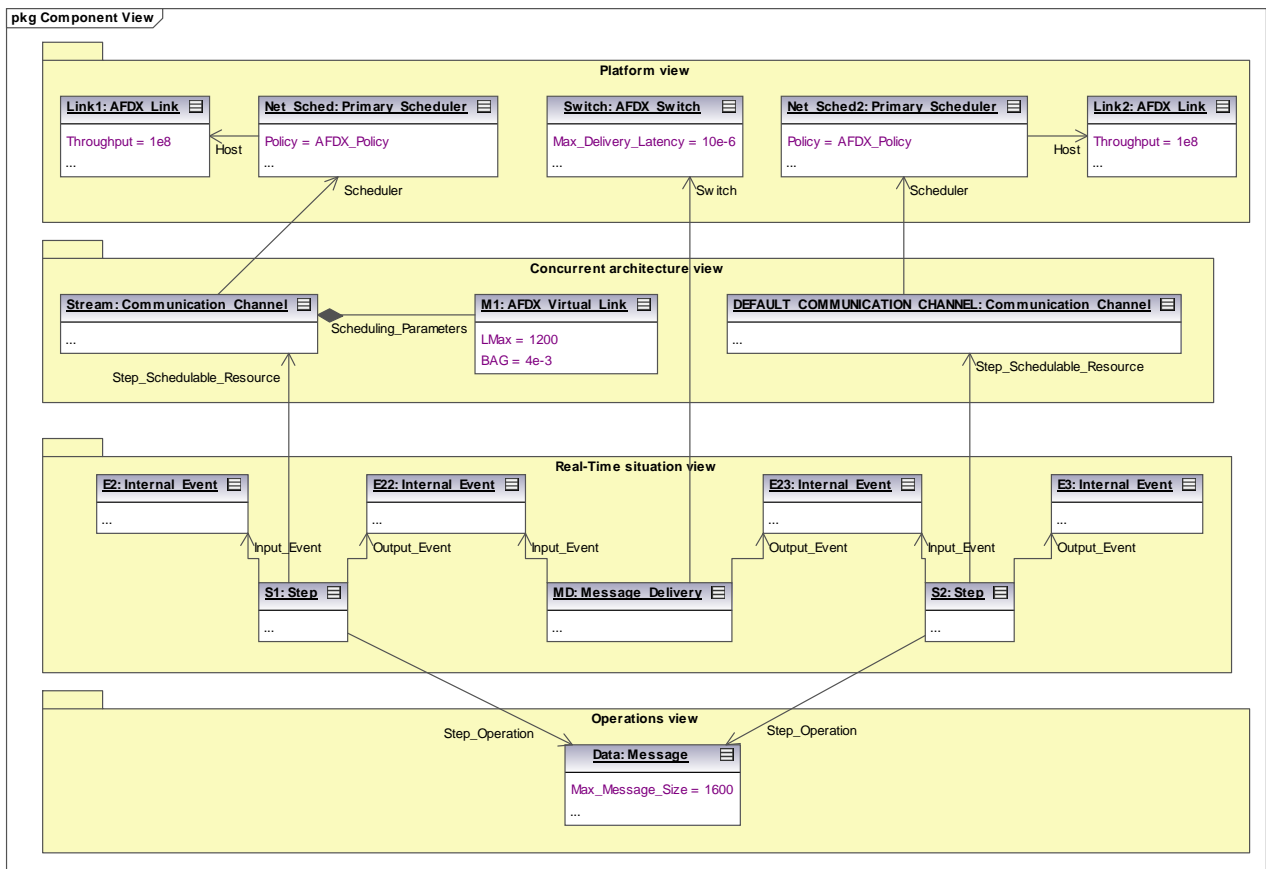 pkg Component View
Platform view
Link1: AFDX_Link
Throughput = 1e8
...
Net_Sched: Primary_Scheduler
Policy = AFDX_Policy
...
Switch: AFDX_Switch
Max_Delivery_Latency = 10e-6
...
Net_Sched2: Primary_Scheduler
Policy = AFDX_Policy
...
Link2: AFDX_Link
Throughput = 1e8
...
Host
Host
Scheduler
Switch
Scheduler
Concurrent architecture view
Stream: Communication_Channel
...
Scheduling_Parameters
M1: AFDX_Virtual_Link
LMax = 1200
BAG = 4e-3
DEFAULT_COMMUNICATION_CHANNEL: Communication_Channel
...
Step_Schedulable_Resource
Step_Schedulable_Resource
Real-Time situation view
E2: Internal_Event
...
E22: Internal_Event
...
E23: Internal_Event
...
E3: Internal_Event
...
Input_Event
Output_Event
Input_Event
Output_Event
Input_Event
Output_Event
S1: Step
...
MD: Message_Delivery
...
S2: Step
...
Operations view
Step_Operation
Step_Operation
Data: Message
Max_Message_Size = 1600
...